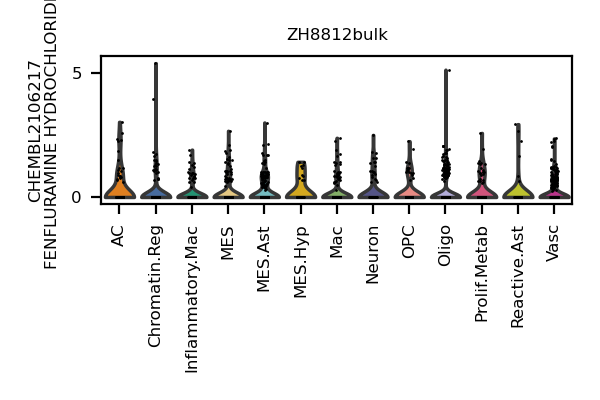 ZH8812bulk
CHEMBL2106217
FENFLURAMINE HYDROCHLORID
5
0
AC
Chromatin.Reg
Inflammatory.Mac
MES
MES.Ast
MES.Hyp
Mac
Neuron
OPC
Oligo
Prolif.Metab
Reactive.Ast
Vasc